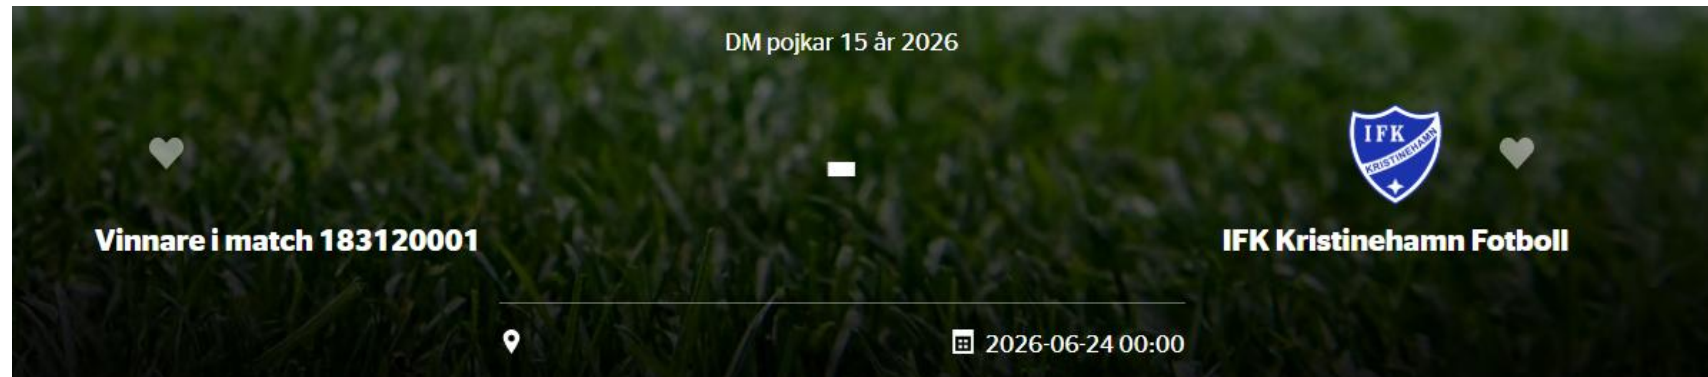 DM pojkar 15 år 2026
IFK
KRISTINEHAMN
-
Vinnare i match 183120001
IFK Kristinehamn Fotboll
2026-06-24 00:00